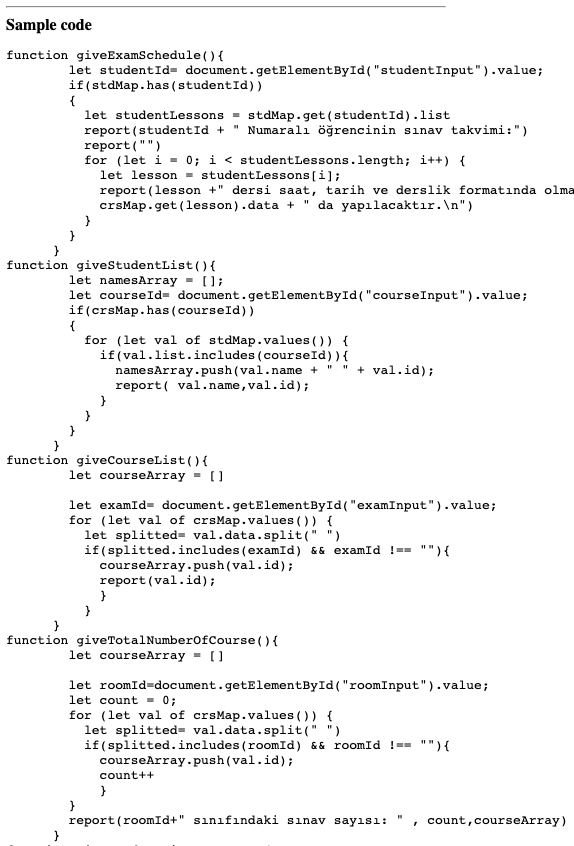 Sample code
function giveExamSchedule(){
let studentId= document.getElementById("studentInput").value;
if(stdMap.has(studentId))
{
let studentLessons = stdMap.get(studentId).list
report(studentId + " Numaralı öğrencinin sınav takvimi:")
report("")
for (let i = 0; i < studentLessons.length; i++) {
let lesson = studentLessons[i];
report(lesson +" dersi saat, tarih ve derslik formatında olma
crsMap.get(lesson).data + " da yapılacaktır.\n")
}
}
}
function giveStudentList(){
let namesArray = [];
let courseId= document.getElementById("courseInput").value;
if(crsMap.has(courseId))
{
for (let val of stdMap.values()) {
if(val.list.includes(courseId)){
namesArray.push(val.name + " " + val.id);
report( val.name,val.id);
}
}
}
}
function giveCourseList(){
let courseArray = []
let examId= document.getElementById("examInput").value;
for (let val of crsMap.values()) {
let splitted= val.data.split(" ")
if(splitted.includes(examId) && examId !== ""){
courseArray.push(val.id);
report(val.id);
}
}
}
function giveTotalNumberOfCourse(){
let courseArray = []
let roomId=document.getElementById("roomInput").value;
let count = 0;
for (let val of crsMap.values()) {
let splitted= val.data.split(" ")
if(splitted.includes(roomId) && roomId !== ""){
courseArray.push(val.id);
count++
}
}
report(roomId+" sınıfındaki sınav sayısı: " , count,courseArray)
}